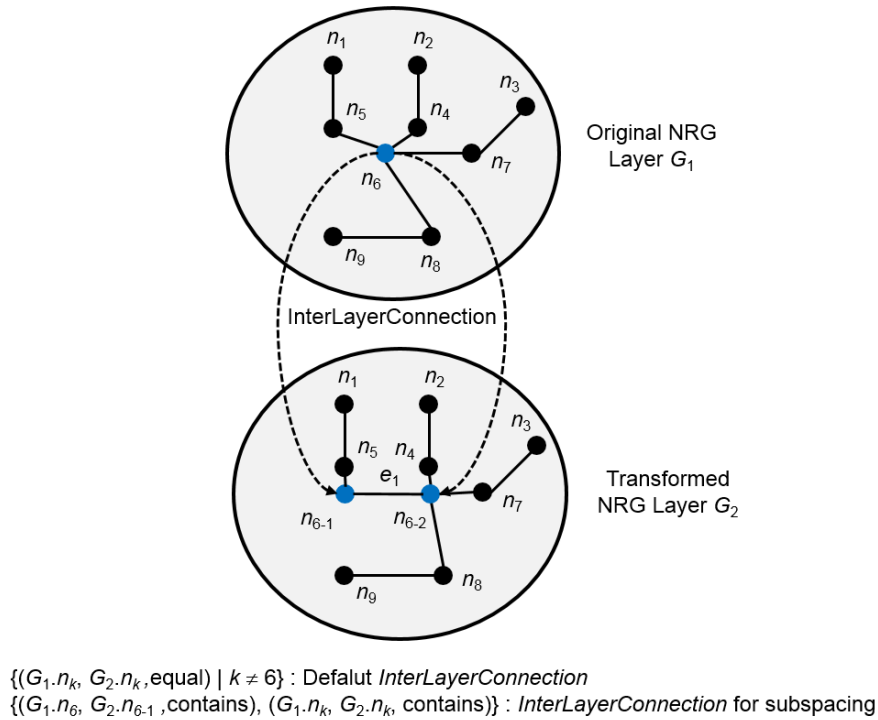 n1 n2
n3
n5 n4
n6 n7
n9 n8
Original NRG
Layer G1
InterLayerConnection
n1 n2
n3
n5 n4
e1
n6-1 n6-2 n7
n9 n8
Transformed
NRG Layer G2
{(G1.nk, G2.nk,equal) | k ≠ 6} : Defalut InterLayerConnection
{(G1.n6, G2.n6-1 ,contains), (G1.nk, G2.nk, contains)} : InterLayerConnection for subspacing